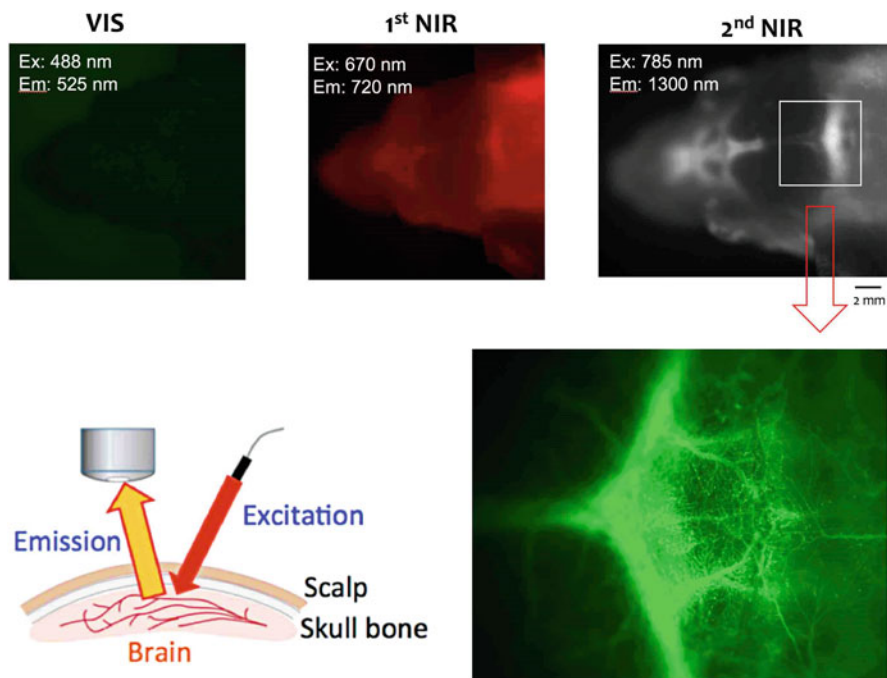 VIS
Ex: 488 nm
Em: 525 nm
1st NIR
Ex: 670 nm
Em: 720 nm
2nd NIR
Ex: 785 nm
Em: 1300 nm
2 mm
Emission
Excitation
Scalp
Skull bone
Brain